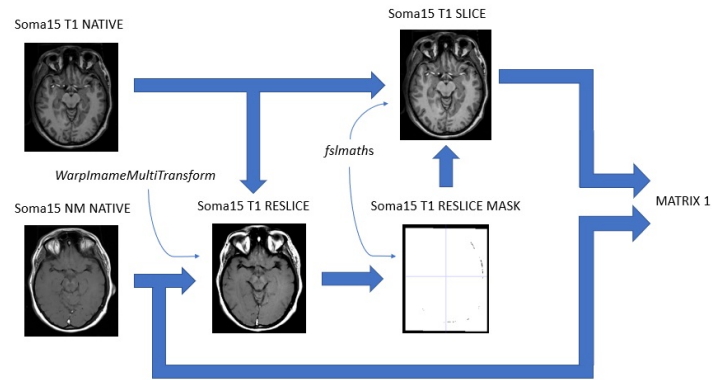 Soma15 T1 SLICE
Soma15 T1 NATIVE
fslmaths
WarpImameMultiTransform
Soma15 NM NATIVE
Soma15 T1 RESLICE
Soma15 T1 RESLICE MASK
MATRIX 1